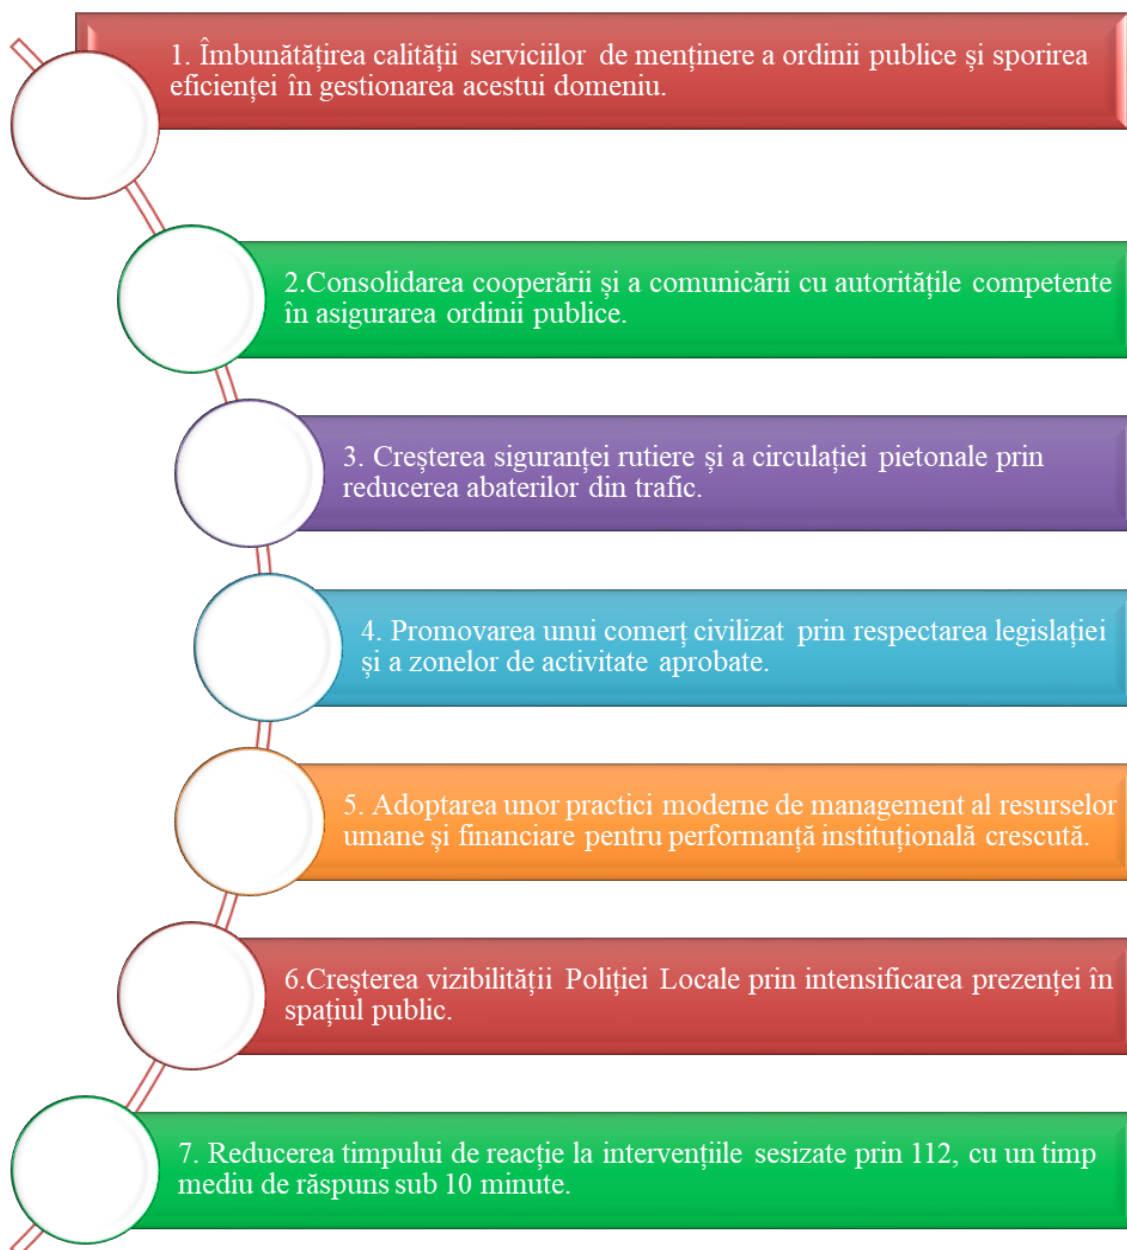 1. Îmbunătățirea calității serviciilor de menținere a ordinii publice și sporirea
eficienței în gestionarea acestui domeniu.
2.Consolidarea cooperării și a comunicării cu autoritățile competente
în asigurarea ordinii publice.
3. Creșterea siguranței rutiere și a circulației pietonale prin
reducerea abaterilor din trafic.
4. Promovarea unui comerț civilizat prin respectarea legislației
și a zonelor de activitate aprobate.
5. Adoptarea unor practici moderne de management al resurselor
umane și financiare pentru performanță instituțională crescută.
6.Creșterea vizibilității Poliției Locale prin intensificarea prezenței în
spațiul public.
7. Reducerea timpului de reacție la intervențiile sesizate prin 112, cu un timp
mediu de răspuns sub 10 minute.